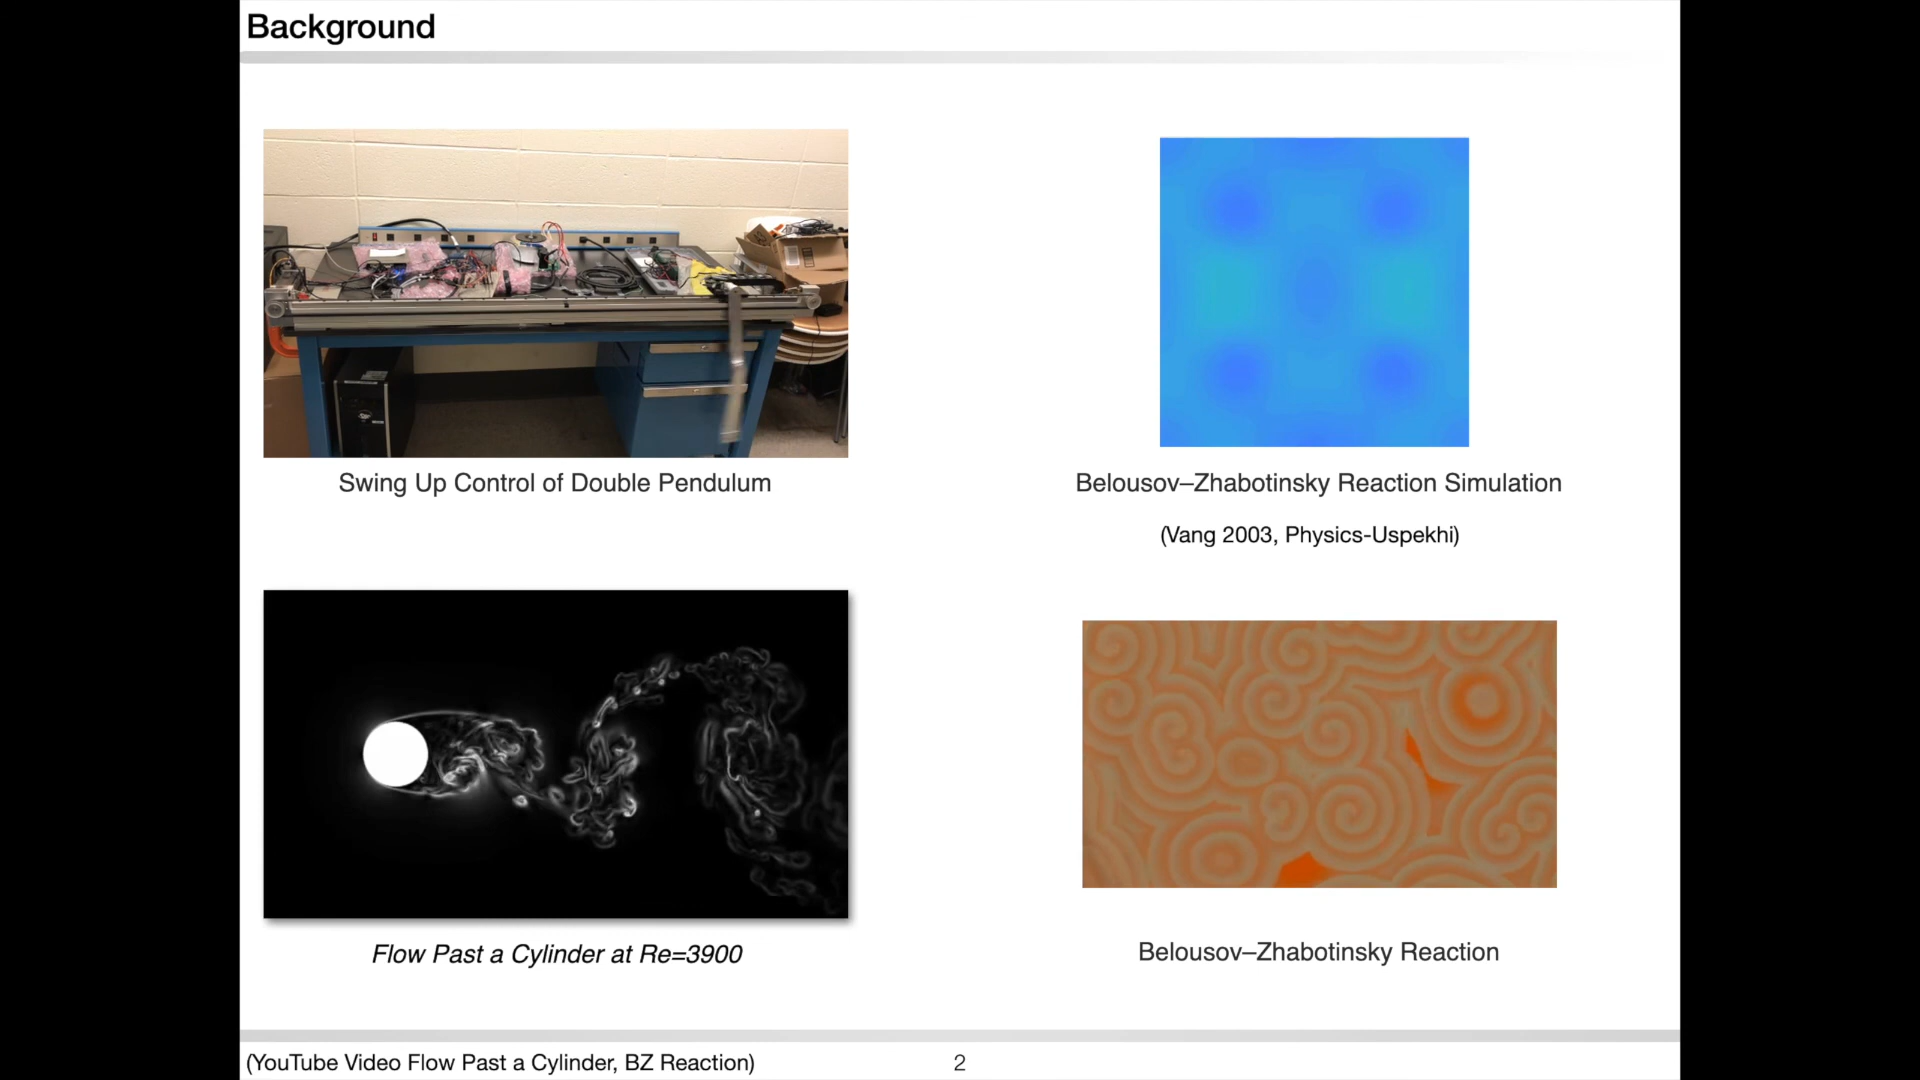 Background
Swing Up Control of Double Pendulum
Belousov–Zhabotinsky Reaction Simulation
(Vang 2003, Physics-Uspekhi)
Flow Past a Cylinder at Re=3900
Belousov–Zhabotinsky Reaction
(YouTube Video Flow Past a Cylinder, BZ Reaction)
2